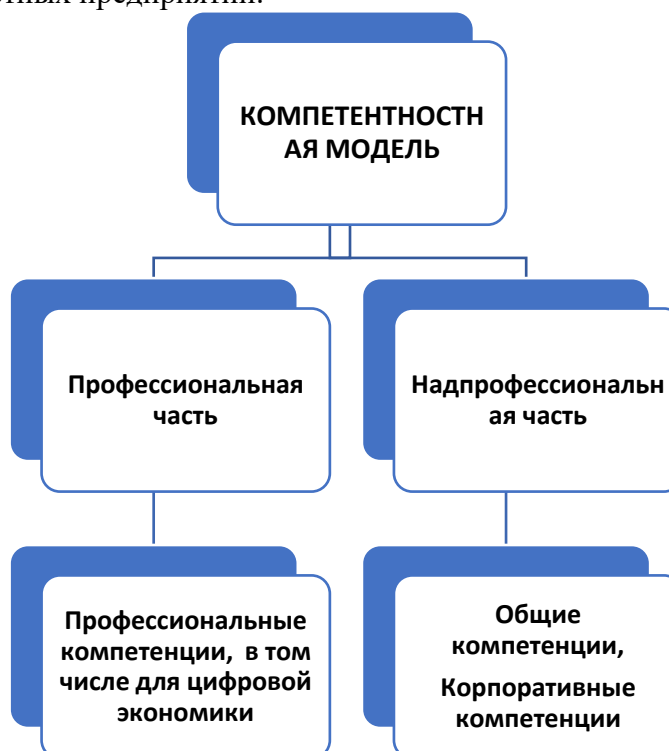 предприятий.
КОМПЕТЕНТНОСТН
АЯ МОДЕЛЬ
Профессиональная
часть
Надпрофессиональн
ая часть
Профессиональные
компетенции, в том
числе для цифровой
экономики
Общие
компетенции,
Корпоративные
компетенции